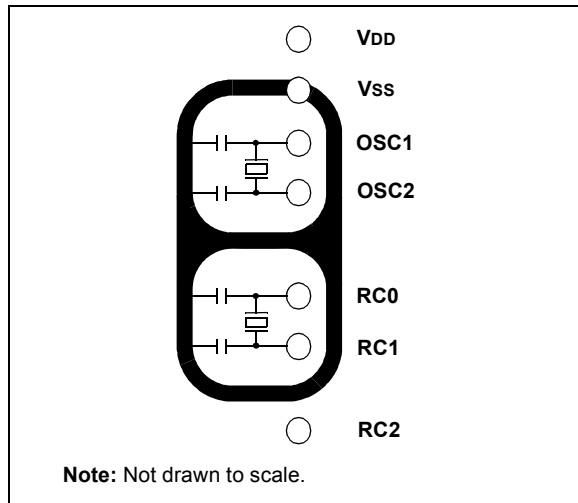 VDD
VSS
OSC1
OSC2
RC0
RC1
RC2
Note: Not drawn to scale.